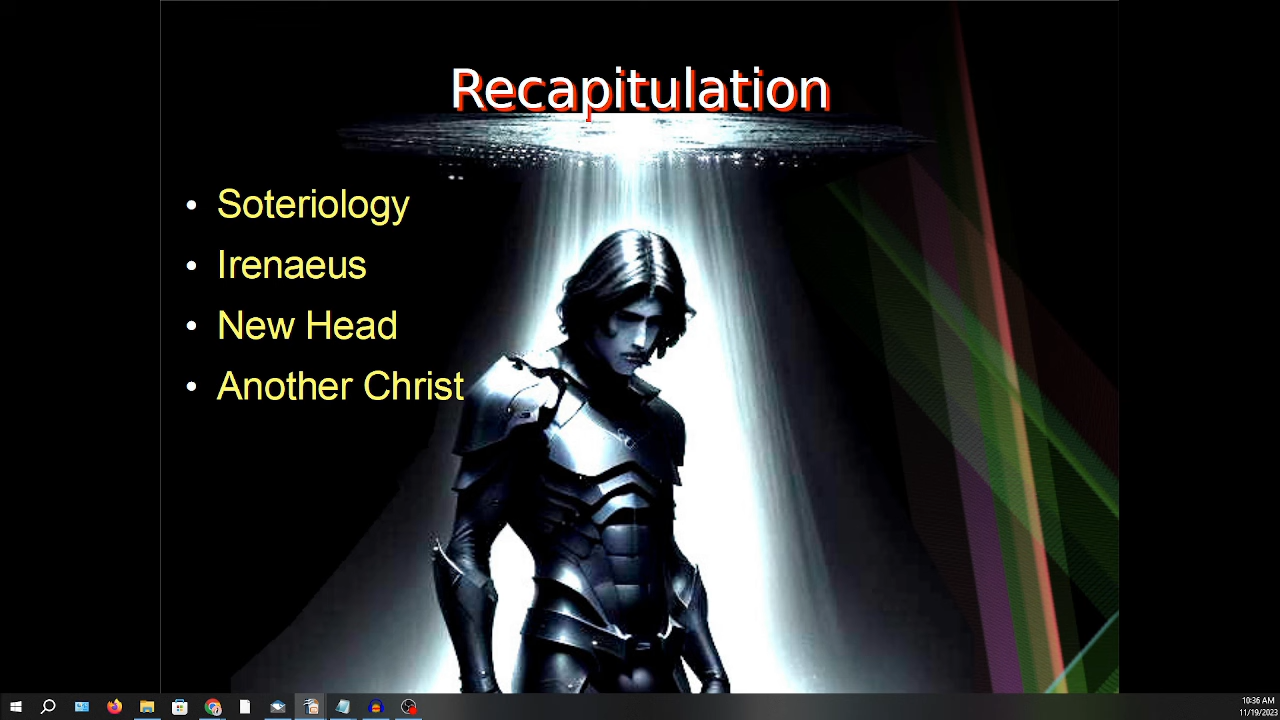 Recapitulation
• Soteriology
• Irenaeus
• New Head
• Another Christ
10:36 AM
11/19/2023